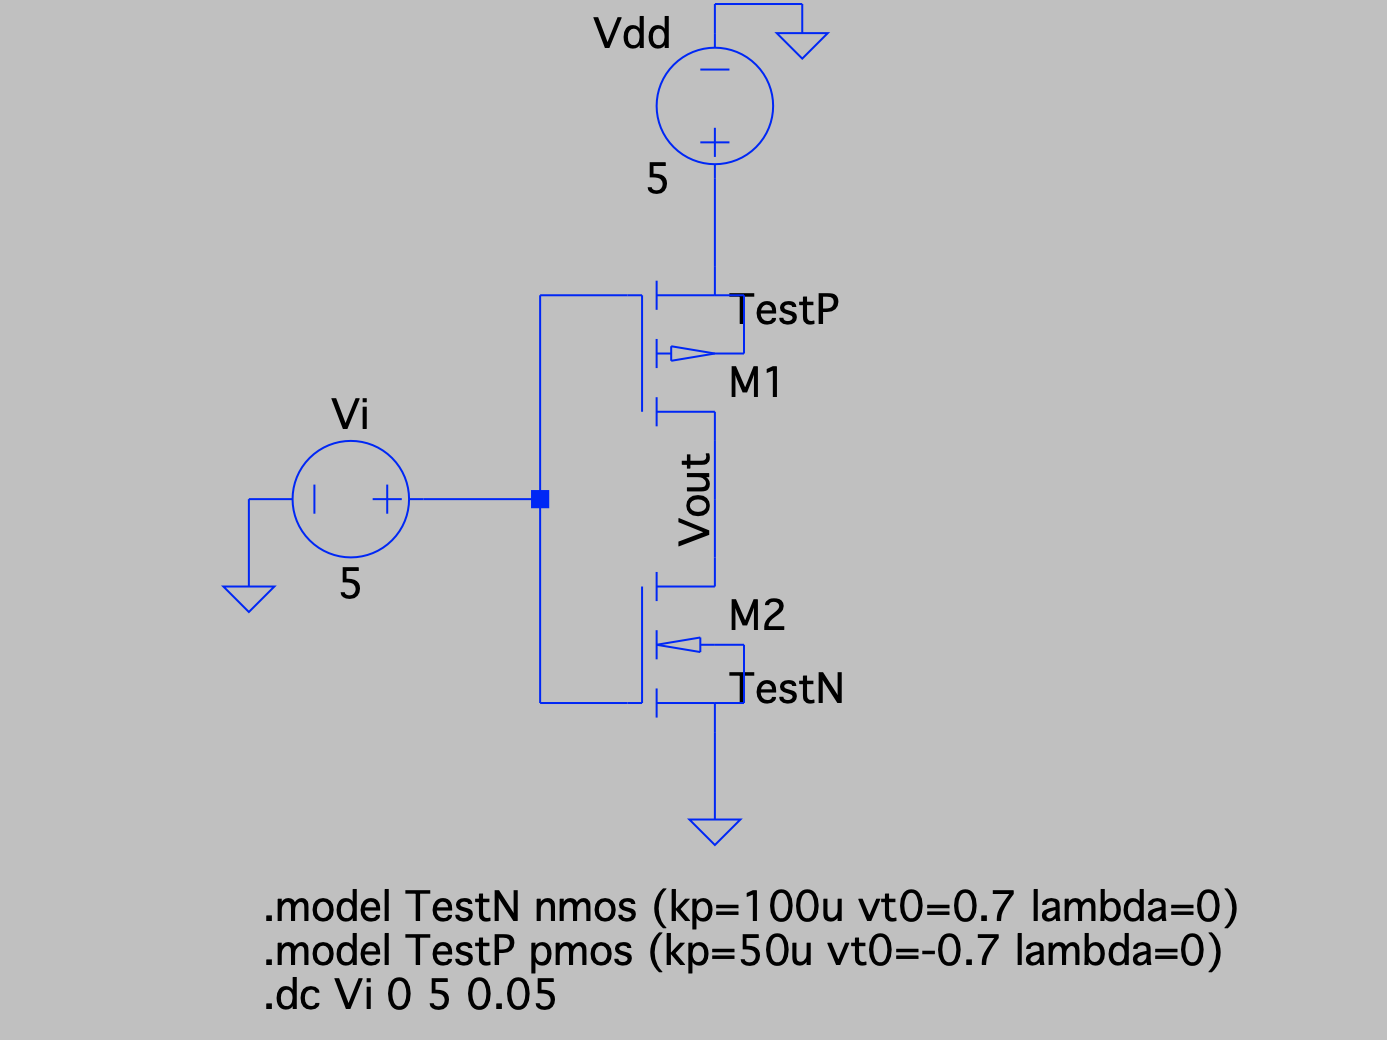 Vdd
5
TestP
M1
Vi
5
Vout
M2
TestN
.model TestN nmos (kp=100u vt0=0.7 lambda=0)
.model TestP pmos (kp=50u vt0=-0.7 lambda=0)
.dc Vi 0 5 0.05